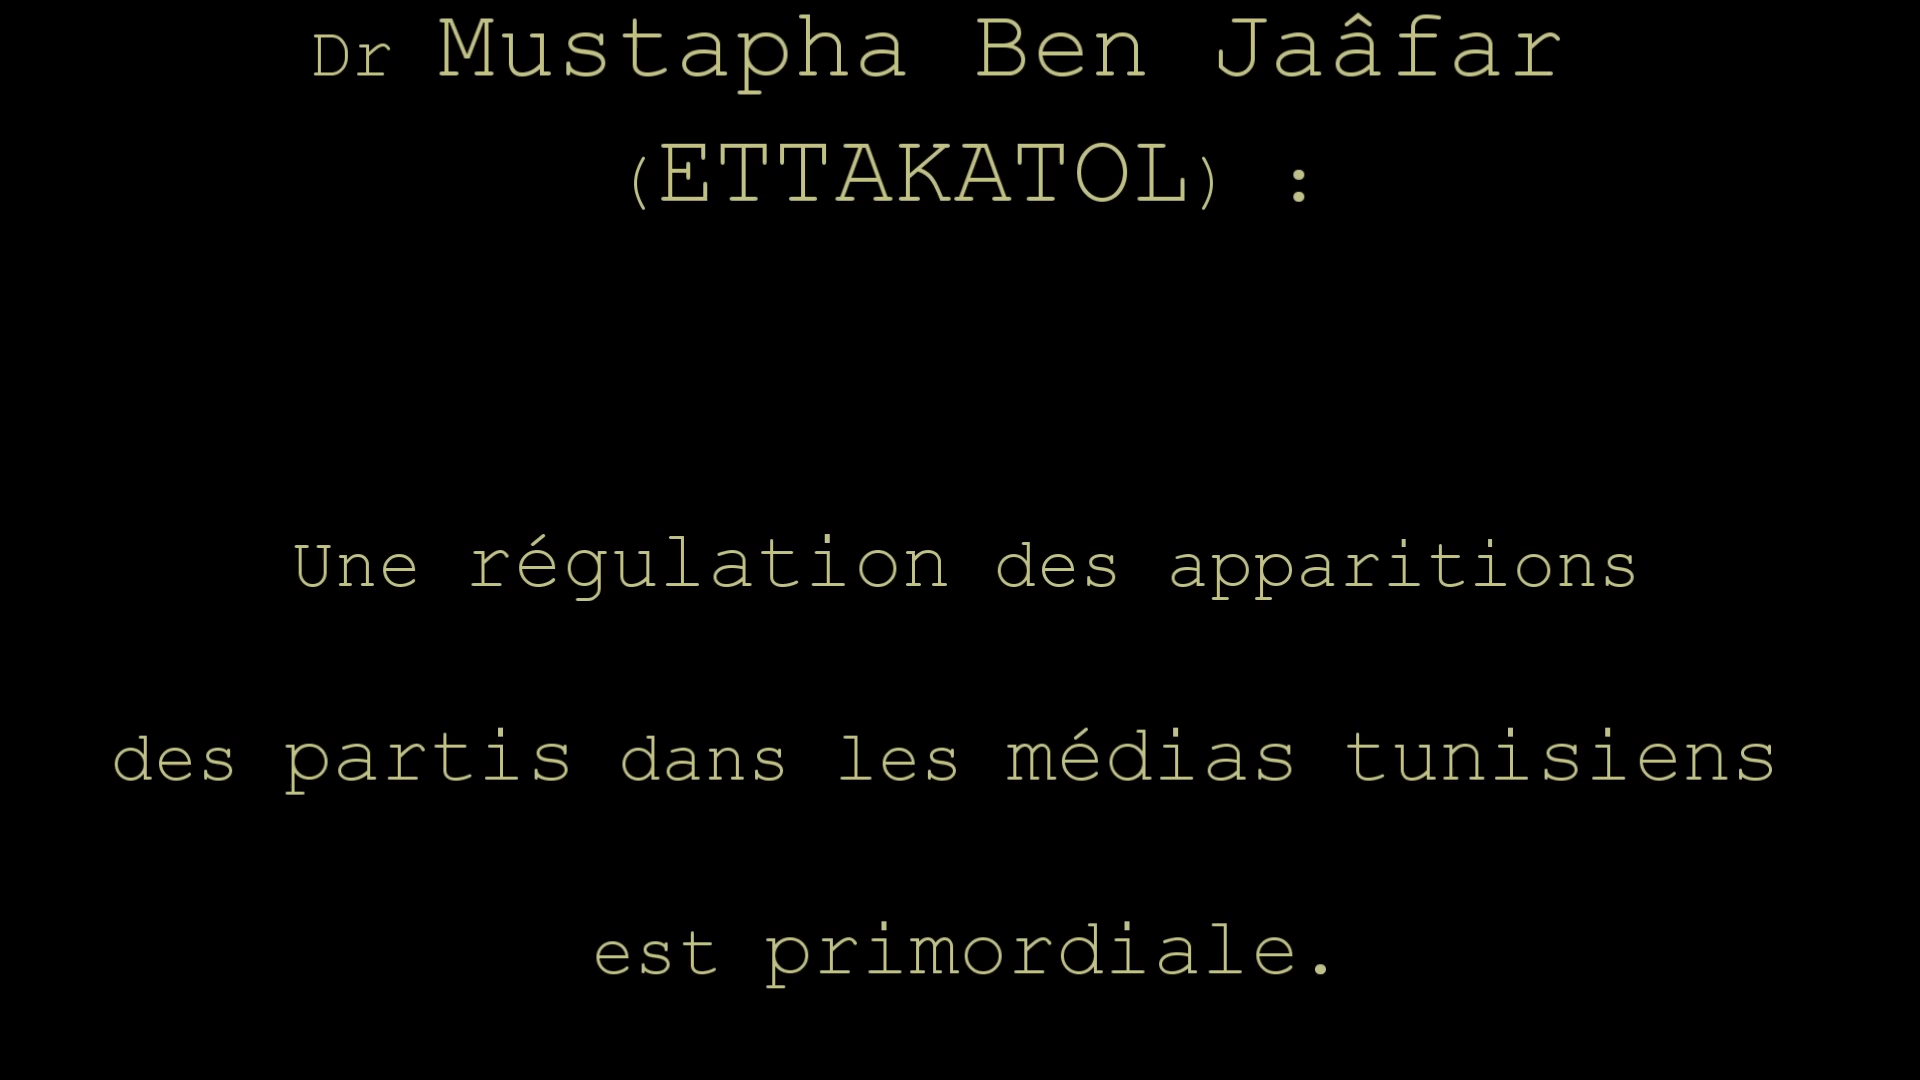 Dr Mustapha Ben Jaâfar
(ETTAKATOL) :
Une régulation des apparitions
des partis dans les médias tunisiens
est primordiale.